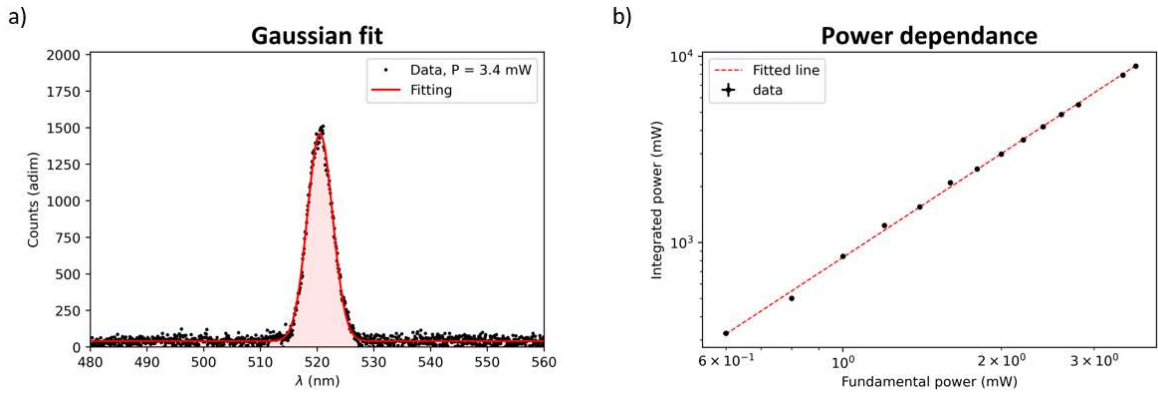 a)
Gaussian fit
2000
1750
1500
1250
1000
750
500
250
0
Counts (adim)
Data, P = 3.4 mW
Fitting
480 490 500 510 520 530 540 550 560
λ (nm)
b)
Power dependance
10⁴
10³
Integrated power (mW)
Fitted line
data
6 × 10⁻¹ 10⁰ 2 × 10⁰ 3 × 10⁰
Fundamental power (mW)